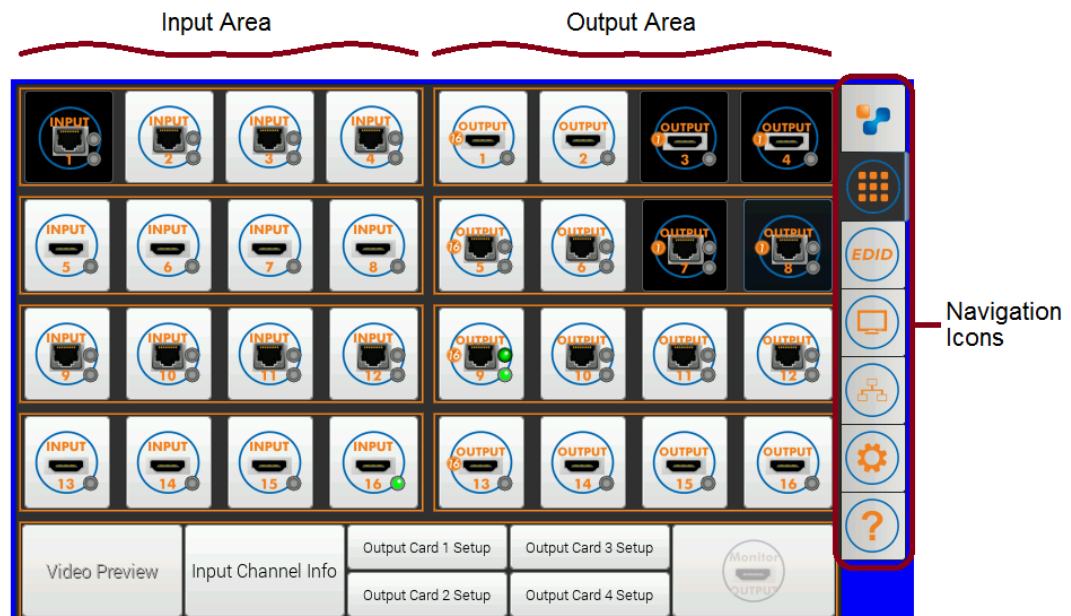 Input Area Output Area
INPUT 1 INPUT 2 INPUT 3 INPUT 4 16 OUTPUT 1 OUTPUT 2 1 OUTPUT 3 1 OUTPUT 4
INPUT 5 INPUT 6 INPUT 7 INPUT 8 16 OUTPUT 5 OUTPUT 6 1 OUTPUT 7 1 OUTPUT 8
EDID
Navigation
Icons
INPUT 9 INPUT 10 INPUT 11 INPUT 12 16 OUTPUT 9 OUTPUT 10 OUTPUT 11 OUTPUT 12
INPUT 13 INPUT 14 INPUT 15 INPUT 16 16 OUTPUT 13 OUTPUT 14 OUTPUT 15 OUTPUT 16
?
Video Preview
Input Channel Info
Output Card 1 Setup
Output Card 3 Setup
Output Card 2 Setup
Output Card 4 Setup
Monitor
OUTPUT